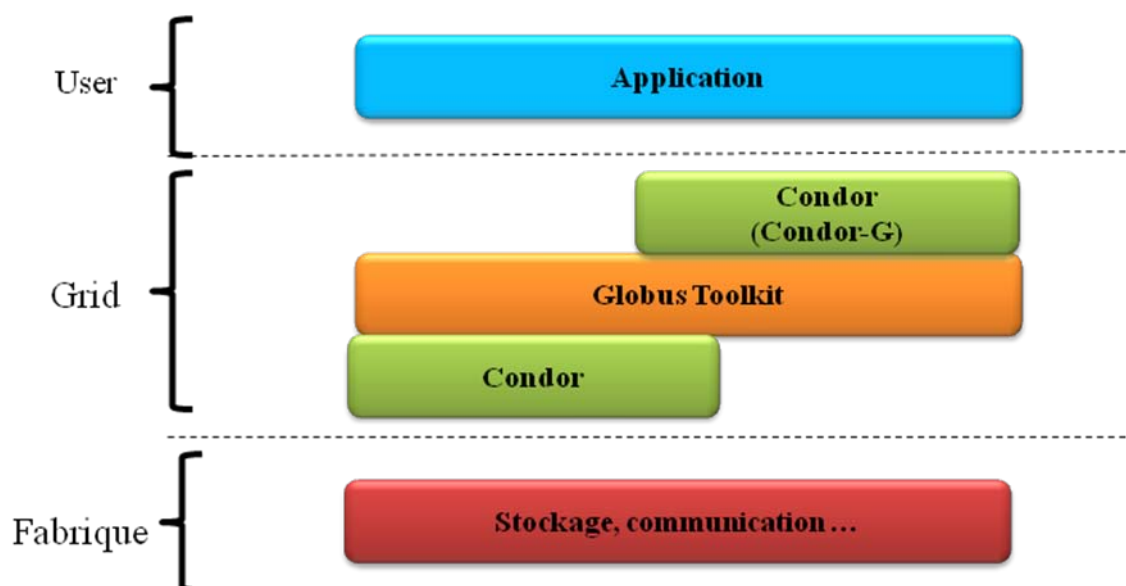 User
Application
Grid
Condor
(Condor-G)
Globus Toolkit
Condor
Fabrique
Stockage, communication ...